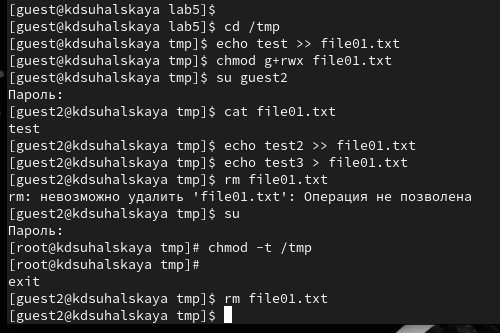 [guest@kdsuhalskaya lab5]$
[guest@kdsuhalskaya lab5]$ cd /tmp
[guest@kdsuhalskaya tmp]$ echo test >> file01.txt
[guest@kdsuhalskaya tmp]$ chmod g+rwx file01.txt
[guest@kdsuhalskaya tmp]$ su guest2
Пароль:
[guest2@kdsuhalskaya tmp]$ cat file01.txt
test
[guest2@kdsuhalskaya tmp]$ echo test2 >> file01.txt
[guest2@kdsuhalskaya tmp]$ echo test3 > file01.txt
[guest2@kdsuhalskaya tmp]$ rm file01.txt
rm: невозможно удалить 'file01.txt': Операция не позволена
[guest2@kdsuhalskaya tmp]$ su
Пароль:
[root@kdsuhalskaya tmp]# chmod -t /tmp
[root@kdsuhalskaya tmp]#
exit
[guest2@kdsuhalskaya tmp]$ rm file01.txt
[guest2@kdsuhalskaya tmp]$